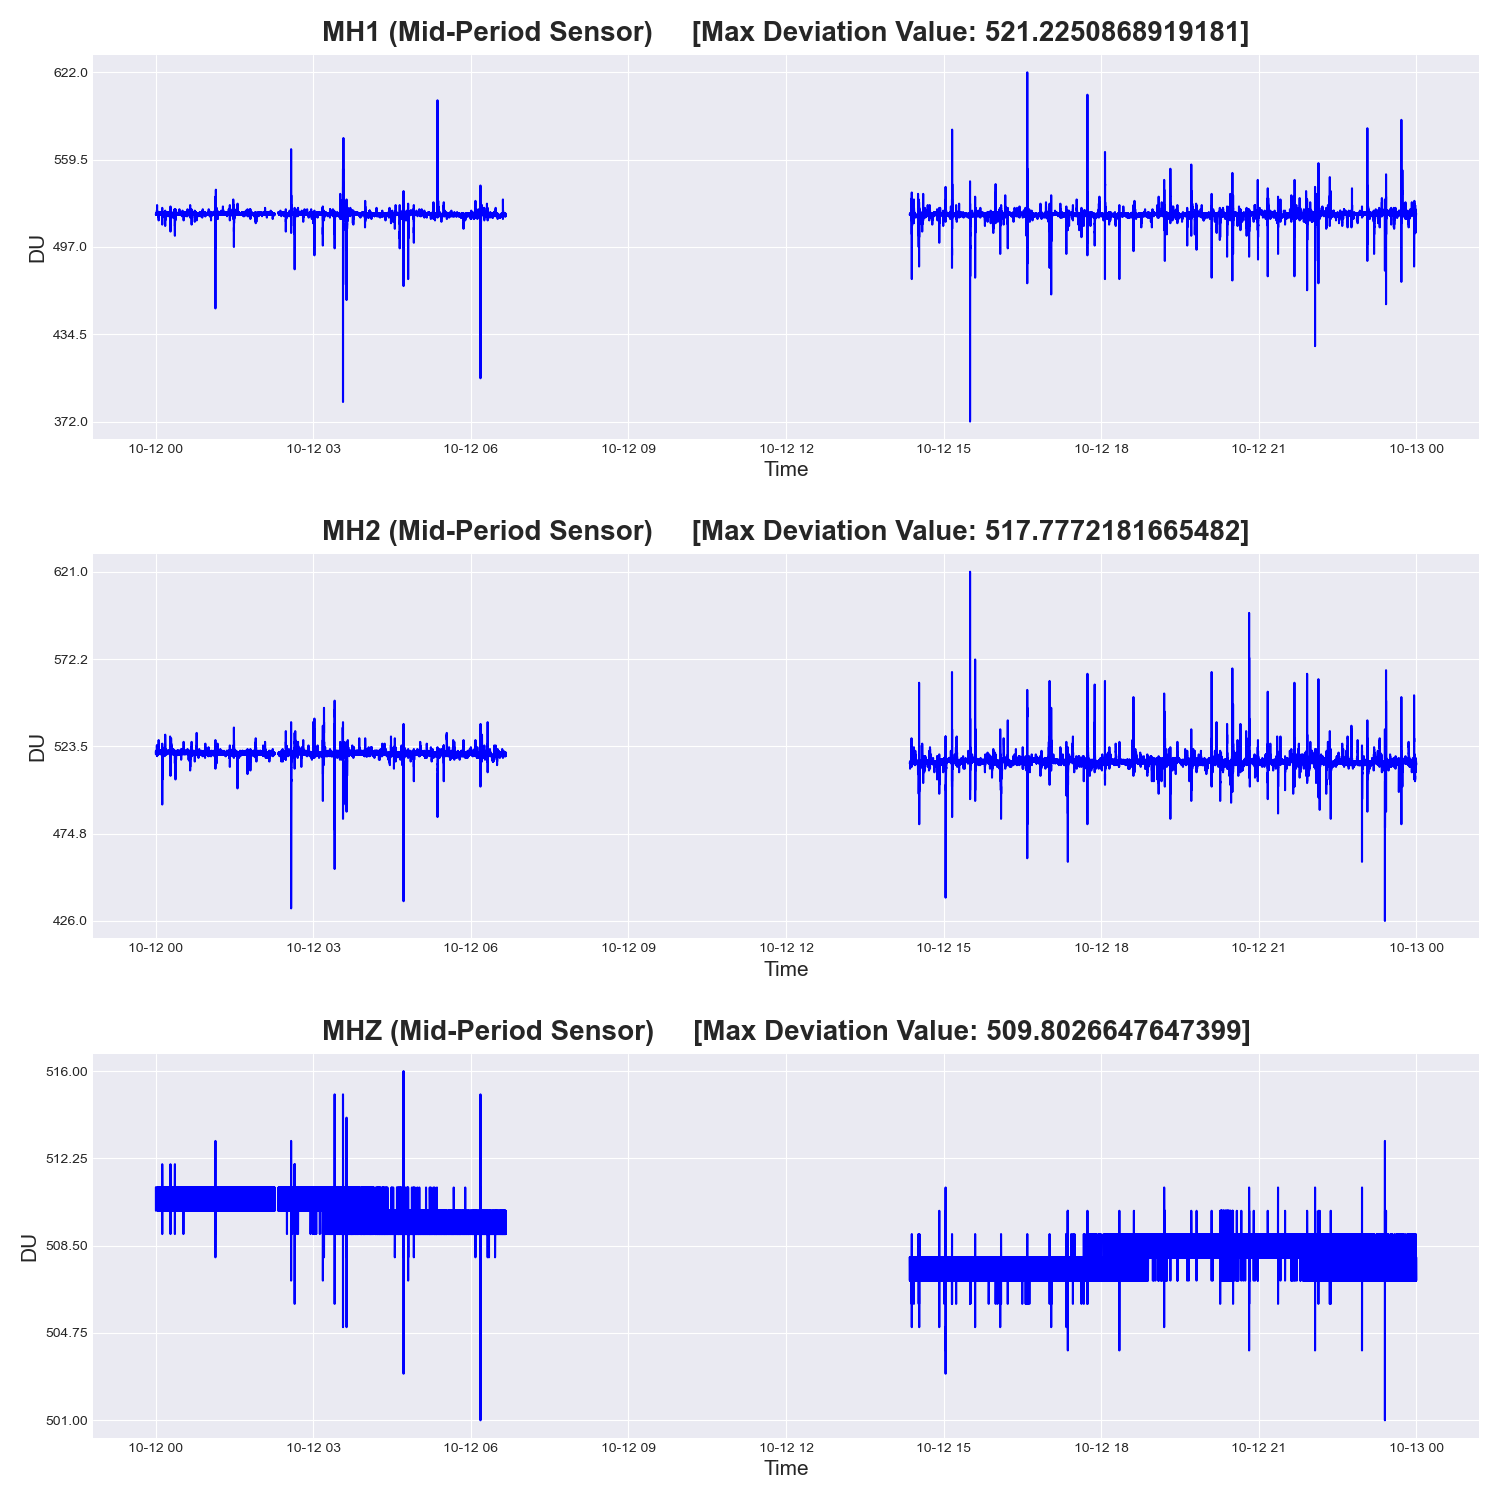 MH1 (Mid-Period Sensor) [Max Deviation Value: 521.2250868919181]
622.0
559.5
497.0
434.5
372.0
DU
10-12 00 10-12 03 10-12 06 10-12 09 10-12 12 10-12 15 10-12 18 10-12 21 10-13 00
Time
MH2 (Mid-Period Sensor) [Max Deviation Value: 517.7772181665482]
621.0
572.2
523.5
474.8
426.0
DU
10-12 00 10-12 03 10-12 06 10-12 09 10-12 12 10-12 15 10-12 18 10-12 21 10-13 00
Time
MHZ (Mid-Period Sensor) [Max Deviation Value: 509.8026647647399]
516.00
512.25
508.50
504.75
501.00
DU
10-12 00 10-12 03 10-12 06 10-12 09 10-12 12 10-12 15 10-12 18 10-12 21 10-13 00
Time